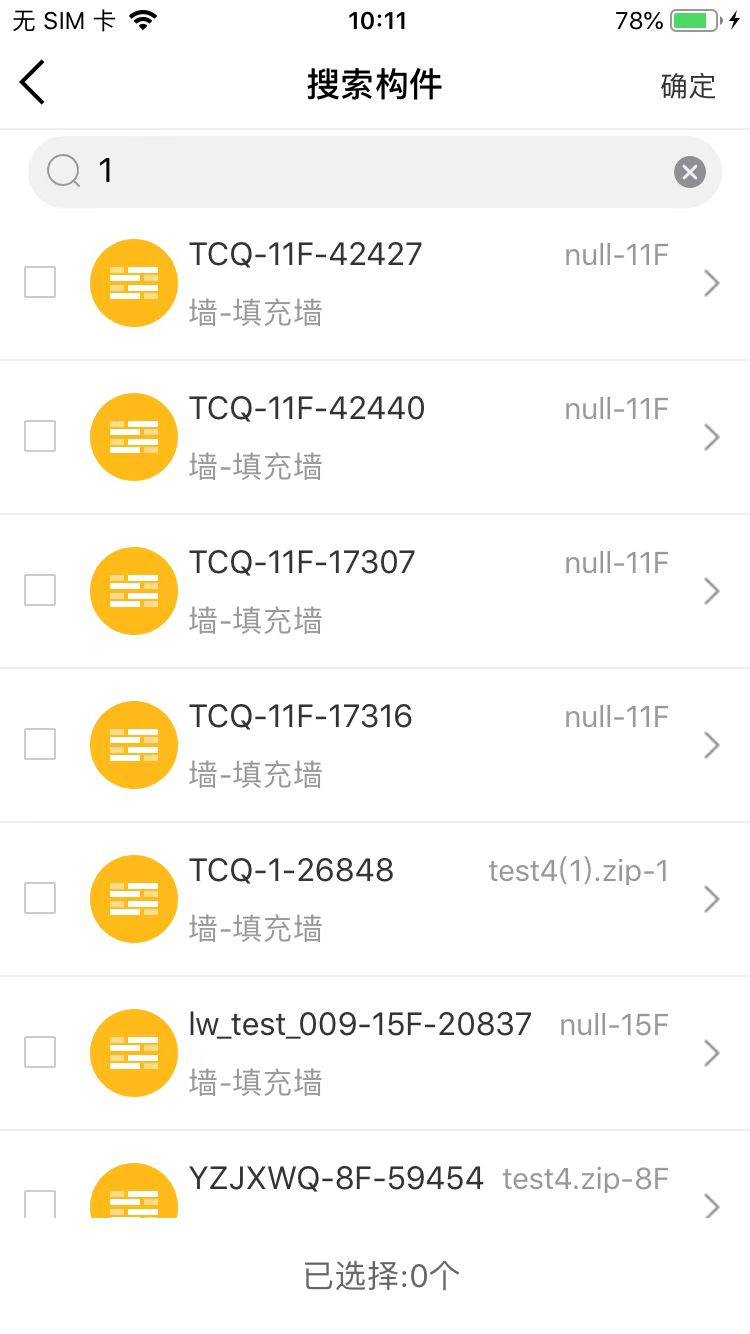 无 SIM 卡 10:11 78%
搜索构件 确定
1
TCQ-11F-42427 null-11F
墙-填充墙
TCQ-11F-42440 null-11F
墙-填充墙
TCQ-11F-17307 null-11F
墙-填充墙
TCQ-11F-17316 null-11F
墙-填充墙
TCQ-1-26848 test4(1).zip-1
墙-填充墙
lw_test_009-15F-20837 null-15F
墙-填充墙
YZJXWQ-8F-59454 test4.zip-8F
已选择:0个